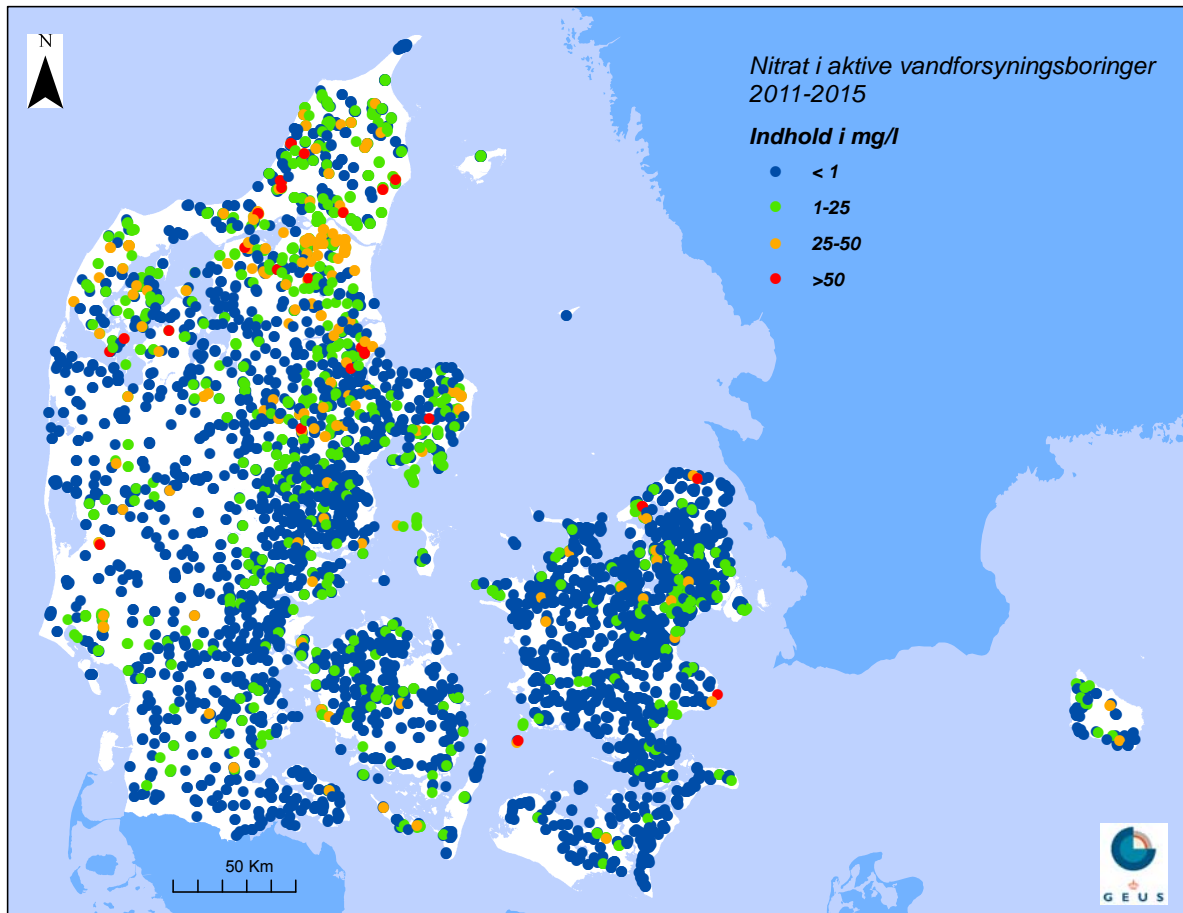 N
Nitrat i aktive vandforsyningsboringer
2011-2015
Indhold i mg/l
< 1
1-25
25-50
>50
50 Km
GEUS